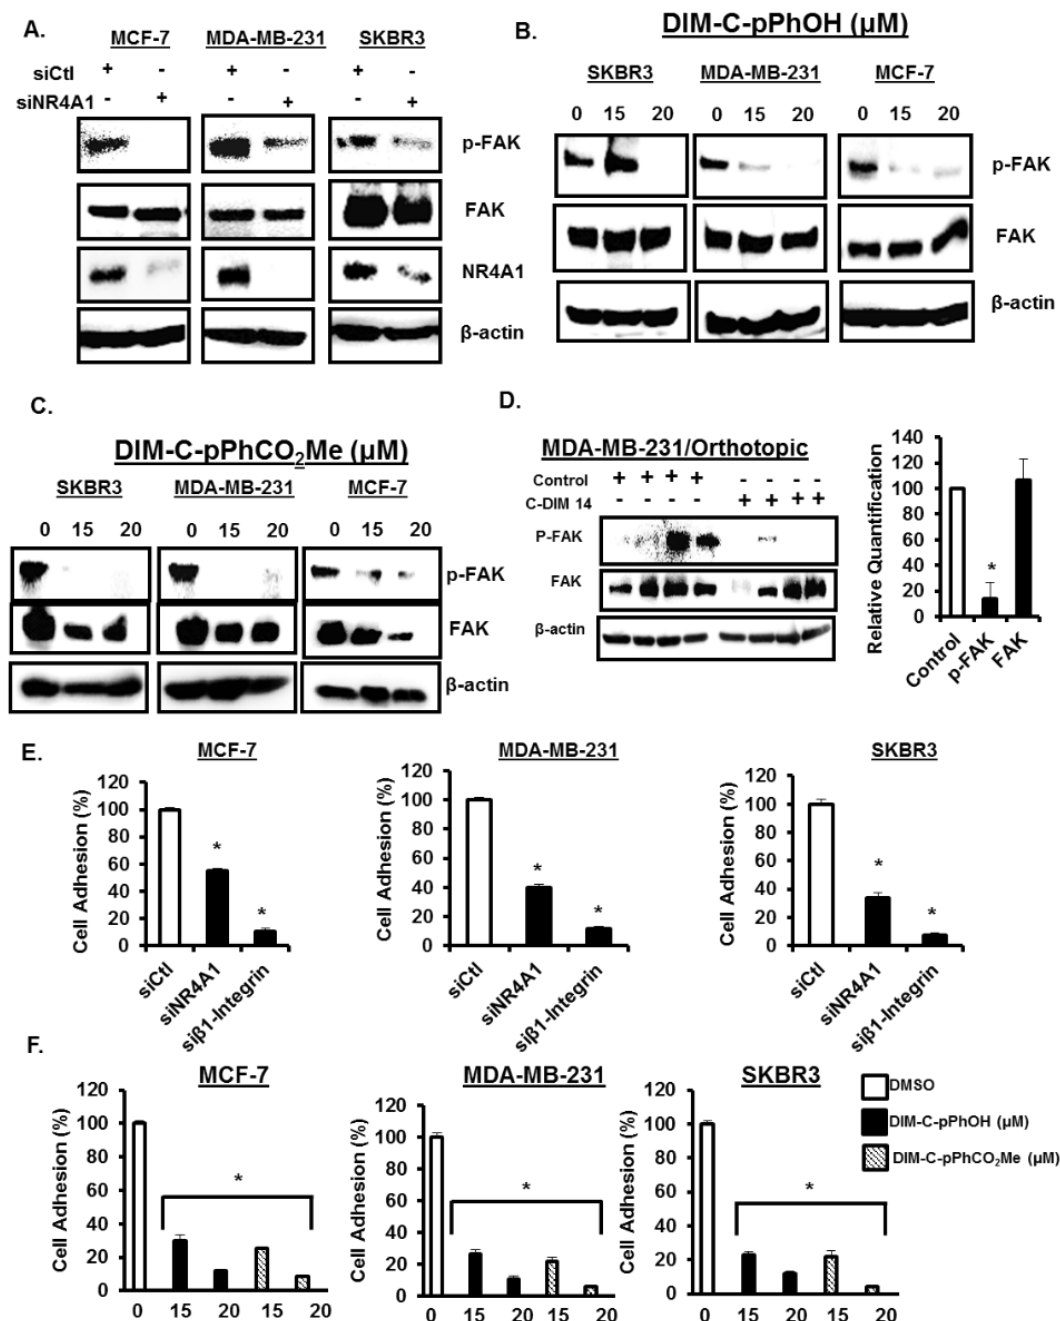 A.
MCF-7 MDA-MB-231 SKBR3
siCtl + - + - + -
siNR4A1 - + - + - +
p-FAK
FAK
NR4A1
β-actin
B.
DIM-C-pPhOH (μM)
SKBR3 MDA-MB-231 MCF-7
0 15 20 0 15 20 0 15 20
p-FAK
FAK
β-actin
C.
DIM-C-pPhCO₂Me (μM)
SKBR3 MDA-MB-231 MCF-7
0 15 20 0 15 20 0 15 20
p-FAK
FAK
β-actin
D.
MDA-MB-231/Orthotopic
Control + + + + - - - -
C-DIM 14 - - - - + + + +
P-FAK
FAK
β-actin
Relative Quantification
140
120
100
80
60
40
20
0
*
Control p-FAK FAK
E.
MCF-7
Cell Adhesion (%)
120
100
80
60
40
20
0
* *
siCtl siNR4A1 siβ1-Integrin
MDA-MB-231
Cell Adhesion (%)
120
100
80
60
40
20
0
* *
siCtl siNR4A1 siβ1-Integrin
SKBR3
Cell Adhesion (%)
120
100
80
60
40
20
0
* *
siCtl siNR4A1 siβ1-Integrin
F.
MCF-7
Cell Adhesion (%)
120
100
80
60
40
20
0
*
0 15 20 15 20
MDA-MB-231
Cell Adhesion (%)
120
100
80
60
40
20
0
*
0 15 20 15 20
SKBR3
Cell Adhesion (%)
120
100
80
60
40
20
0
*
0 15 20 15 20
DMSO
DIM-C-pPhOH (μM)
DIM-C-pPhCO₂Me (μM)